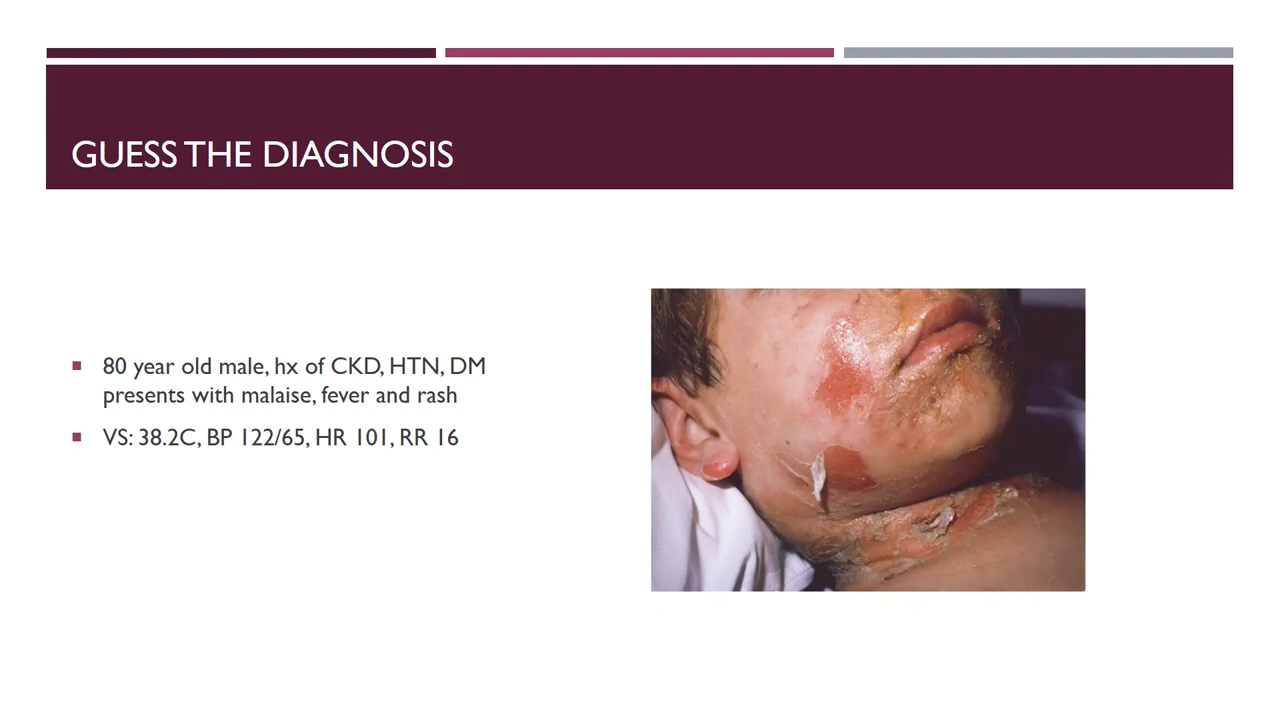 GUESS THE DIAGNOSIS
80 year old male, hx of CKD, HTN, DM
presents with malaise, fever and rash
VS: 38.2C, BP 122/65, HR 101, RR 16